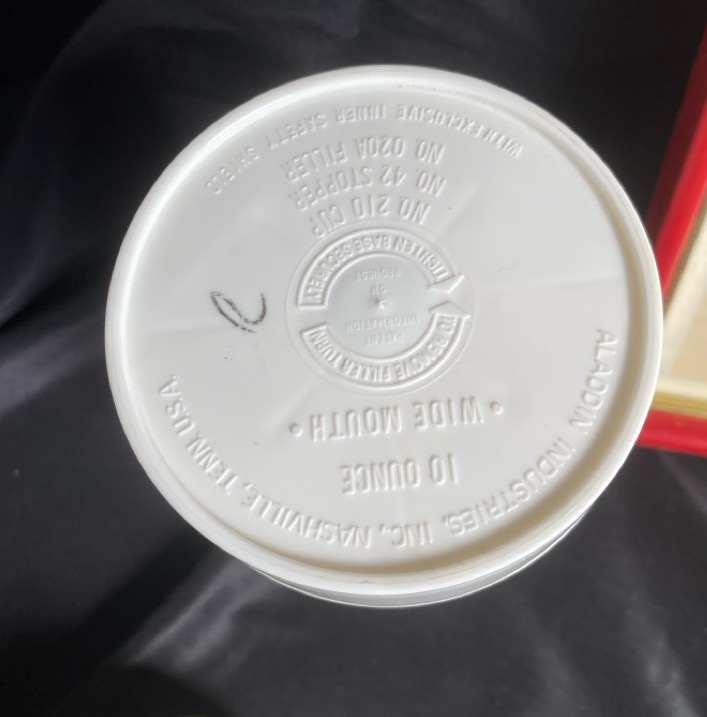 ALADDIN INDUSTRIES, INC., NASHVILLE, TENN. U.S.A.
10 OUNCE
• WIDE MOUTH •
TO REMOVE FILLER TURN
PATENT
INFORMATION
ON
REQUEST
TIGHTEN BASE SECURELY
NO. 210 CUP
NO. 42 STOPPER
NO. 020A FILLER
WITH EXCLUSIVE INNER SAFETY SHIELD